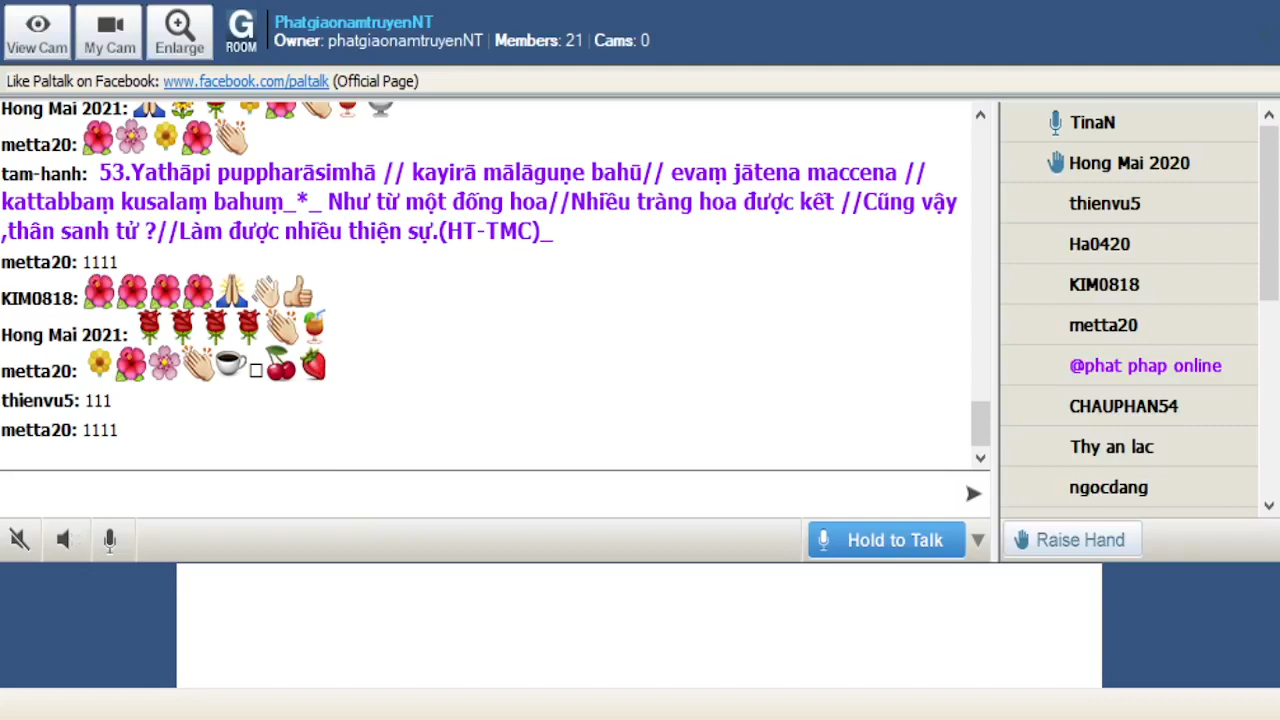 View Cam
My Cam
Enlarge
G
ROOM
PhatgiaonamtruyenNT
Owner: phatgiaonamtruyenNT | Members: 21 | Cams: 0
Like Paltalk on Facebook: www.facebook.com/paltalk (Official Page)
Hong Mai 2021:
metta20:
tam-hanh: 53.Yathāpi puppharāsimhā // kayirā mālāguṇe bahū// evaṃ jātena maccena //
kattabbaṃ kusalaṃ bahuṃ_*_ Như từ một đống hoa//Nhiều tràng hoa được kết //Cũng vậy
,thân sanh tử ?//Làm được nhiều thiện sự.(HT-TMC)_
metta20: 1111
KIM0818:
Hong Mai 2021:
metta20:
thienvu5: 111
metta20: 1111
TinaN
Hong Mai 2020
thienvu5
Ha0420
KIM0818
metta20
@phat phap online
CHAUPHAN54
Thy an lac
ngocdang
Hold to Talk
Raise Hand